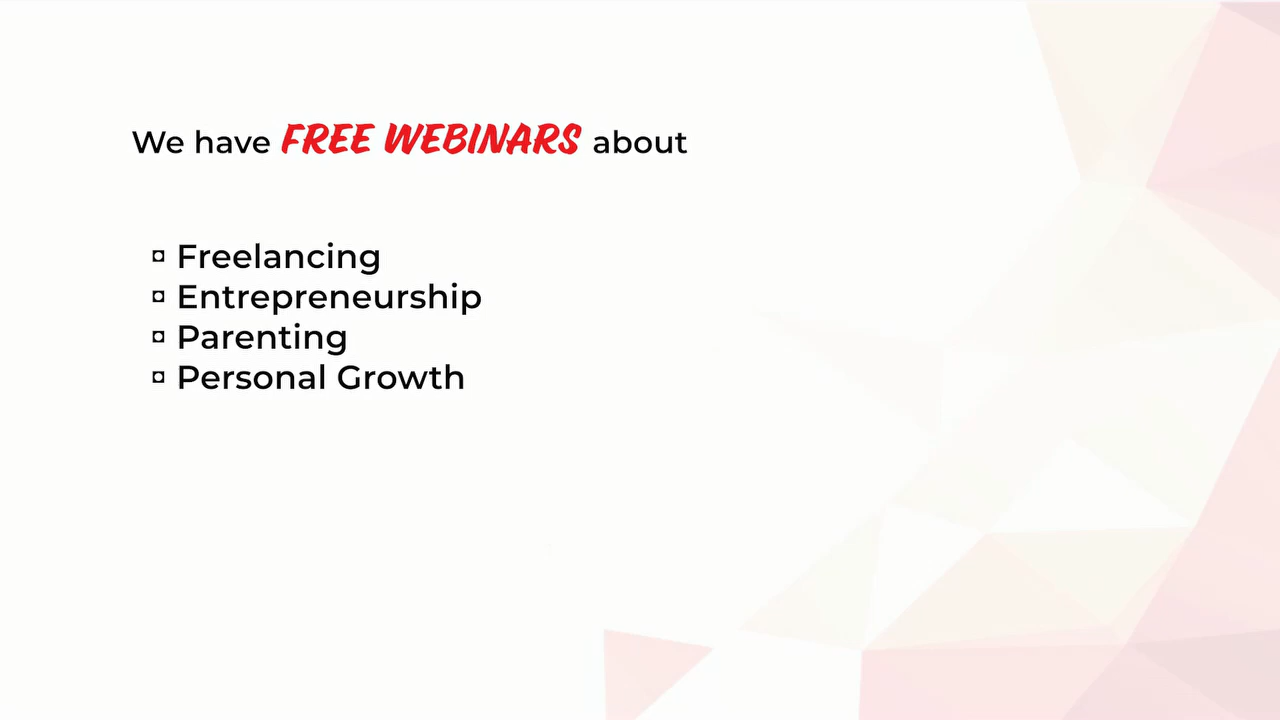 We have FREE WEBINARS about
¤ Freelancing
¤ Entrepreneurship
¤ Parenting
¤ Personal Growth